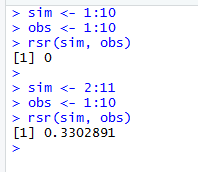 > sim <- 1:10
> obs <- 1:10
> rsr(sim, obs)
[1] 0
>
> sim <- 2:11
> obs <- 1:10
> rsr(sim, obs)
[1] 0.3302891
>